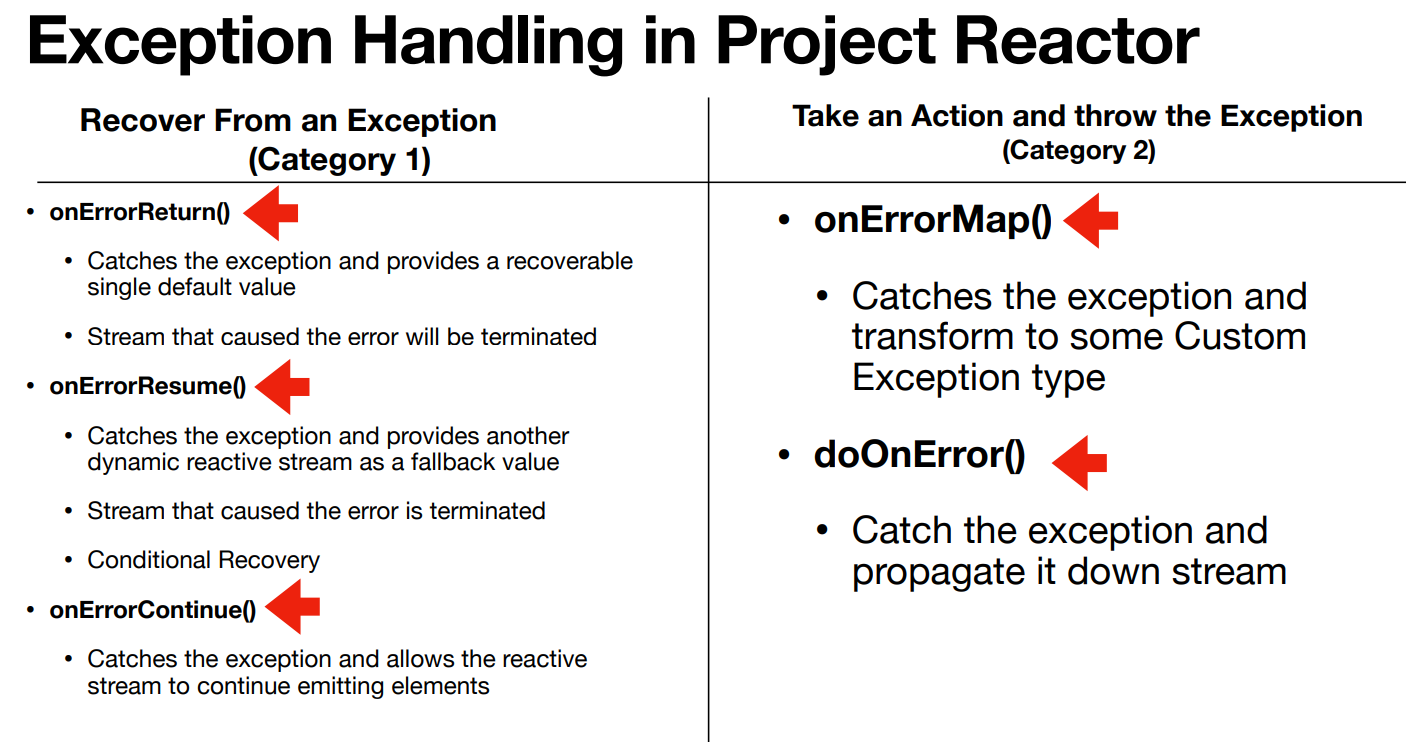 Exception Handling in Project Reactor
Recover From an Exception
(Category 1)
• onErrorReturn()
• Catches the exception and provides a recoverable
single default value
• Stream that caused the error will be terminated
• onErrorResume()
• Catches the exception and provides another
dynamic reactive stream as a fallback value
• Stream that caused the error is terminated
• Conditional Recovery
• onErrorContinue()
• Catches the exception and allows the reactive
stream to continue emitting elements
Take an Action and throw the Exception
(Category 2)
• onErrorMap()
• Catches the exception and
transform to some Custom
Exception type
• doOnError()
• Catch the exception and
propagate it down stream